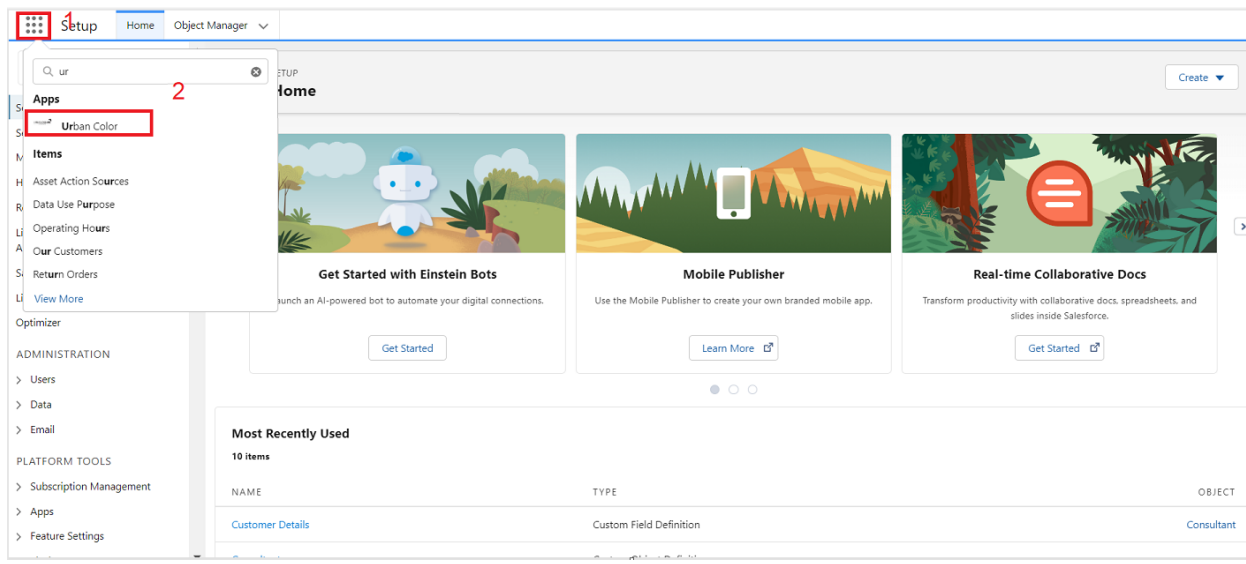 1
Setup Home Object Manager
ur
2
Apps
Urban Color
Items
Asset Action Sources
Data Use Purpose
Operating Hours
Our Customers
Return Orders
View More
ETUP
Home
Create
Get Started with Einstein Bots
aunch an AI-powered bot to automate your digital connections.
Get Started
Mobile Publisher
Use the Mobile Publisher to create your own branded mobile app.
Learn More
Real-time Collaborative Docs
Transform productivity with collaborative docs, spreadsheets, and
slides inside Salesforce.
Get Started
Optimizer
ADMINISTRATION
Users
Data
Email
PLATFORM TOOLS
Subscription Management
Apps
Feature Settings
Most Recently Used
10 items
NAME TYPE OBJECT
Customer Details Custom Field Definition Consultant